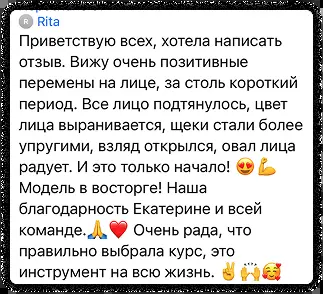 R Rita
Приветствую всех, хотела написать
отзыв. Вижу очень позитивные
перемены на лице, за столь короткий
период. Все лицо подтянулось, цвет
лица выранивается, щеки стали более
упругими, взгляд открылся, овал лица
радует. И это только начало! 😍💪
Модель в восторге! Наша
благодарность Екатерине и всей
команде.🙏❤️ Очень рада, что
правильно выбрала курс, это
инструмент на всю жизнь. ✌️🙌🥰